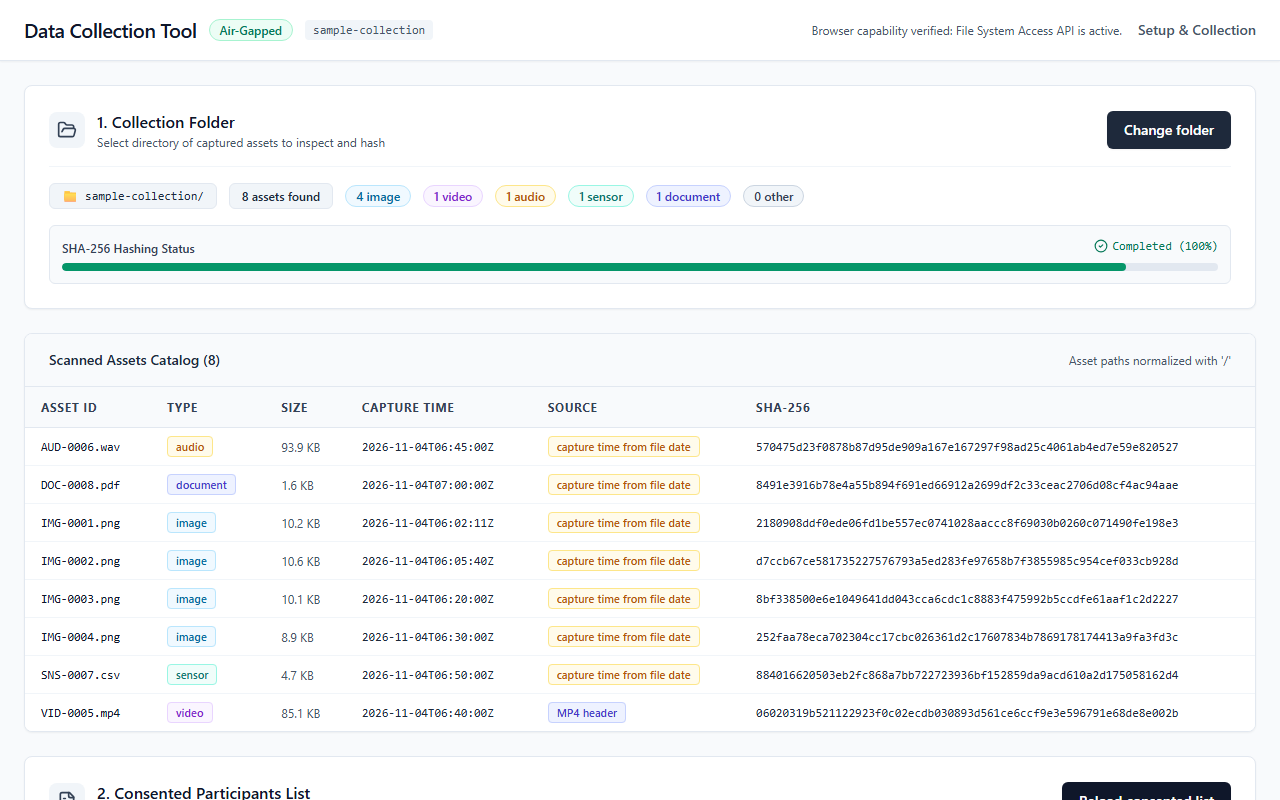 Data Collection Tool Air-Gapped sample-collection Browser capability verified: File System Access API is active. Setup & Collection
1. Collection Folder
Select directory of captured assets to inspect and hash
Change folder
sample-collection/ 8 assets found 4 image 1 video 1 audio 1 sensor 1 document 0 other
SHA-256 Hashing Status Completed (100%)
Scanned Assets Catalog (8) Asset paths normalized with '/'
ASSET ID TYPE SIZE CAPTURE TIME SOURCE SHA-256
AUD-0006.wav audio 93.9 KB 2026-11-04T06:45:00Z capture time from file date 570475d23f0878b87d95de909a167e167297f98ad25c4061ab4ed7e59e820527
DOC-0008.pdf document 1.6 KB 2026-11-04T07:00:00Z capture time from file date 8491e3916b78e4a55b894f691ed66912a2699df2c33ceac2706d08cf4ac94aae
IMG-0001.png image 10.2 KB 2026-11-04T06:02:11Z capture time from file date 2180908ddf0ede06fd1be557ec0741028aaccc8f69030b0260c071490fe198e3
IMG-0002.png image 10.6 KB 2026-11-04T06:05:40Z capture time from file date d7ccb67ce581735227576793a5ed283fe97658b7f3855985c954cef033cb928d
IMG-0003.png image 10.1 KB 2026-11-04T06:20:00Z capture time from file date 8bf338500e6e1049641dd043cca6cdc1c8883f475992b5ccdfe61aaf1c2d2227
IMG-0004.png image 8.9 KB 2026-11-04T06:30:00Z capture time from file date 252faa78eca702304cc17cbc026361d2c17607834b7869178174413a9fa3fd3c
SNS-0007.csv sensor 4.7 KB 2026-11-04T06:50:00Z capture time from file date 884016620503eb2fc868a7bb722723936bf152859da9acd610a2d175058162d4
VID-0005.mp4 video 85.1 KB 2026-11-04T06:40:00Z MP4 header 06020319b521122923f0c02ecdb030893d561ce6ccf9e3e596791e68de8e002b
2. Consented Participants List Reload consented list